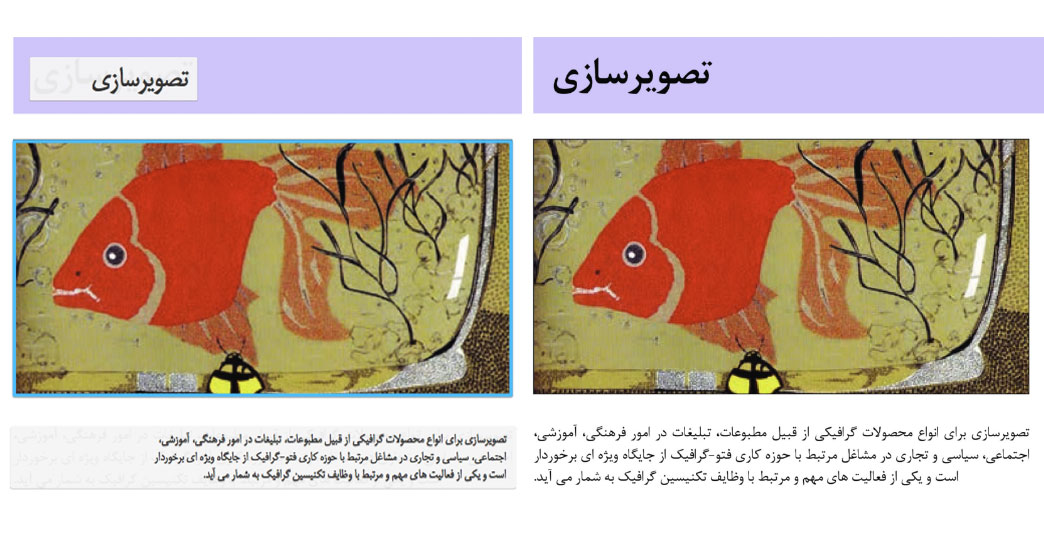 تصویرسازی
تصویرسازی برای انواع محصولات گرافیکی از قبیل مطبوعات، تبلیغات در امور فرهنگی، آموزشی،
اجتماعی، سیاسی و تجاری در مشاغل مرتبط با حوزه کاری فتو-گرافیک از جایگاه ویژه ای برخوردار
است و یکی از فعالیت های مهم و مرتبط با وظایف تکنیسین گرافیک به شمار می آید.
تصویرسازی
تصویرسازی برای انواع محصولات گرافیکی از قبیل مطبوعات، تبلیغات در امور فرهنگی، آموزشی،
اجتماعی، سیاسی و تجاری در مشاغل مرتبط با حوزه کاری فتو-گرافیک از جایگاه ویژه ای برخوردار
است و یکی از فعالیت های مهم و مرتبط با وظایف تکنیسین گرافیک به شمار می آید.